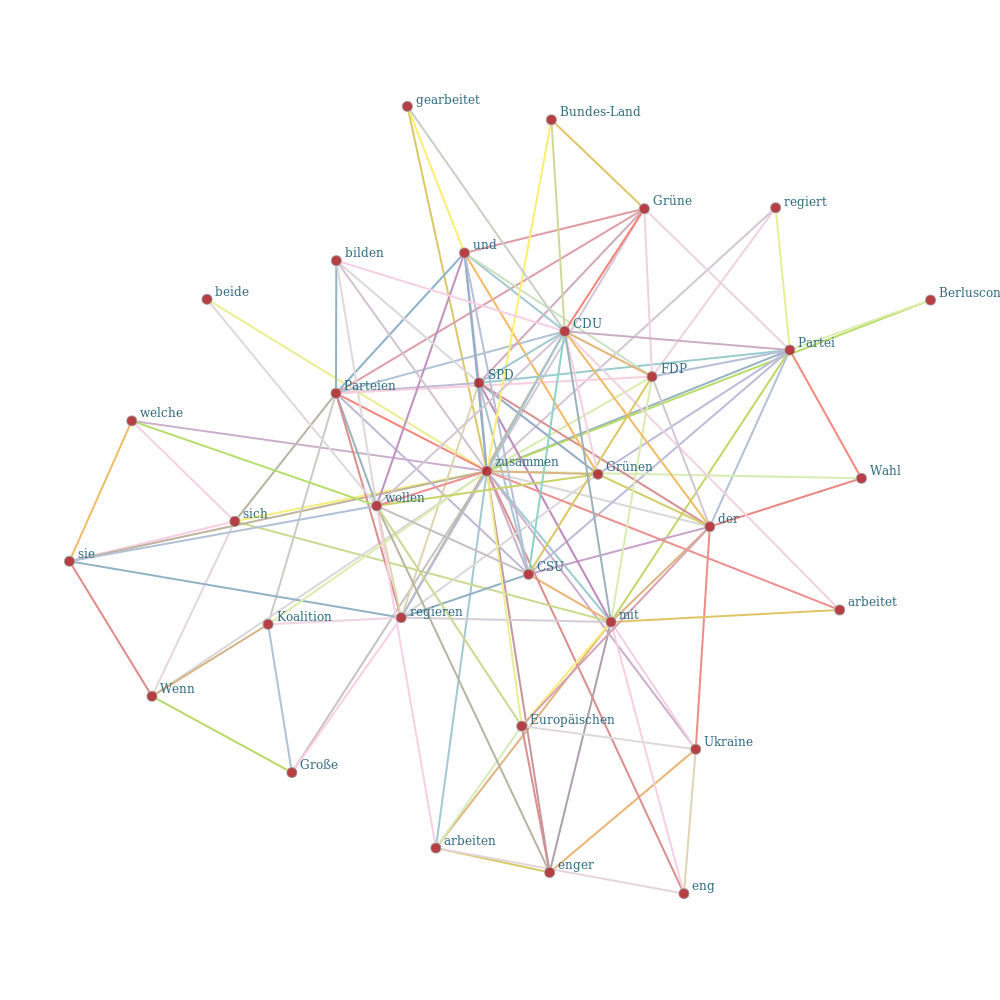 gearbeitet
Bundes-Land
Grüne
regiert
und
bilden
beide
Berluscon
CDU
Partei
FDP
SPD
Parteien
welche
zusammen
Grünen
Wahl
wollen
sich
der
sie
CSU
arbeitet
regieren
Koalition
mit
Wenn
Europäischen
Ukraine
Große
arbeiten
enger
eng